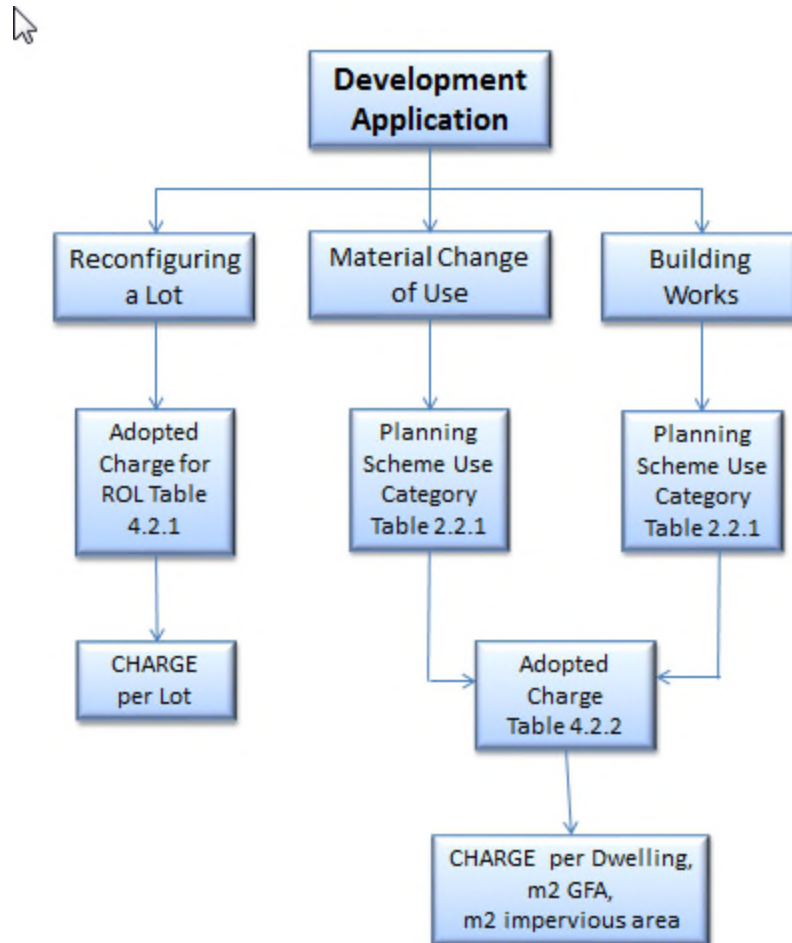 Development
Application
Reconfiguring
a Lot
Material Change
of Use
Building
Works
Adopted
Charge for
ROL Table
4.2.1
Planning
Scheme Use
Category
Table 2.2.1
Planning
Scheme Use
Category
Table 2.2.1
CHARGE
per Lot
Adopted
Charge
Table 4.2.2
CHARGE per Dwelling,
m2 GFA,
m2 impervious area